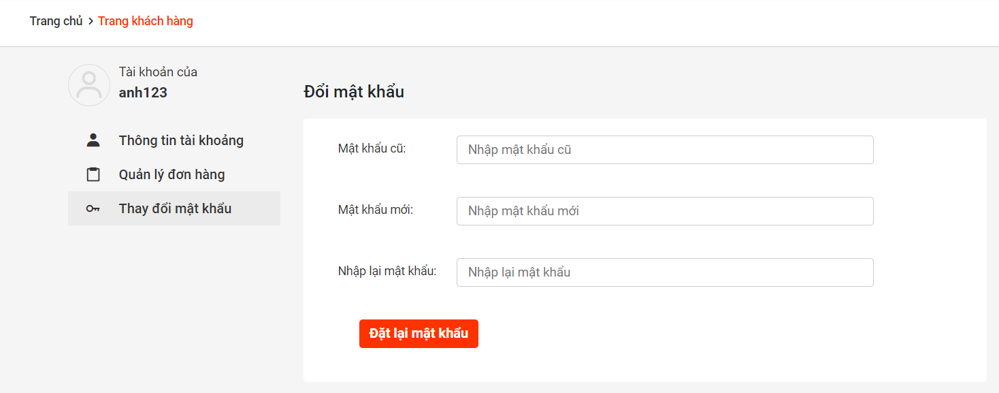 Trang chủ > Trang khách hàng
Tài khoản của
anh123
Thông tin tài khoảng
Quản lý đơn hàng
Thay đổi mật khẩu
Đổi mật khẩu
Mật khẩu cũ: Nhập mật khẩu cũ
Mật khẩu mới: Nhập mật khẩu mới
Nhập lại mật khẩu: Nhập lại mật khẩu
Đặt lại mật khẩu